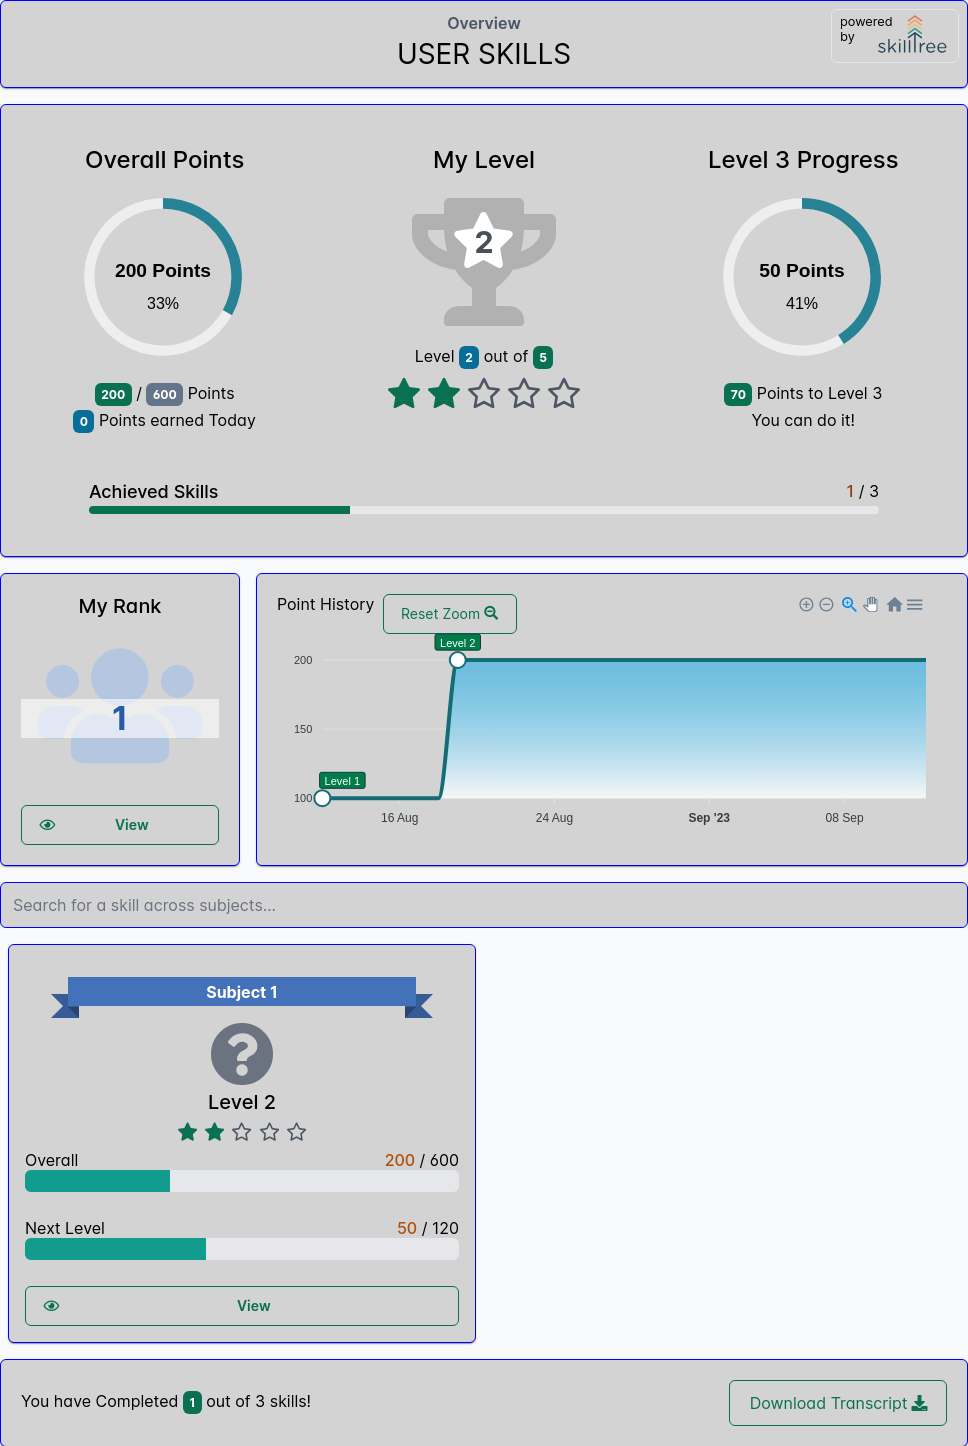 Overview
USER SKILLS
powered
by
skilltree
Overall Points
My Level
Level 3 Progress
200 Points
33%
2
50 Points
41%
Level 2 out of 5
200 / 600 Points
0 Points earned Today
70 Points to Level 3
You can do it!
Achieved Skills
1 / 3
My Rank
1
View
Point History
Reset Zoom
Level 2
200
150
Level 1
100
16 Aug
24 Aug
Sep '23
08 Sep
Search for a skill across subjects...
Subject 1
?
Level 2
Overall
200 / 600
Next Level
50 / 120
View
You have Completed 1 out of 3 skills!
Download Transcript